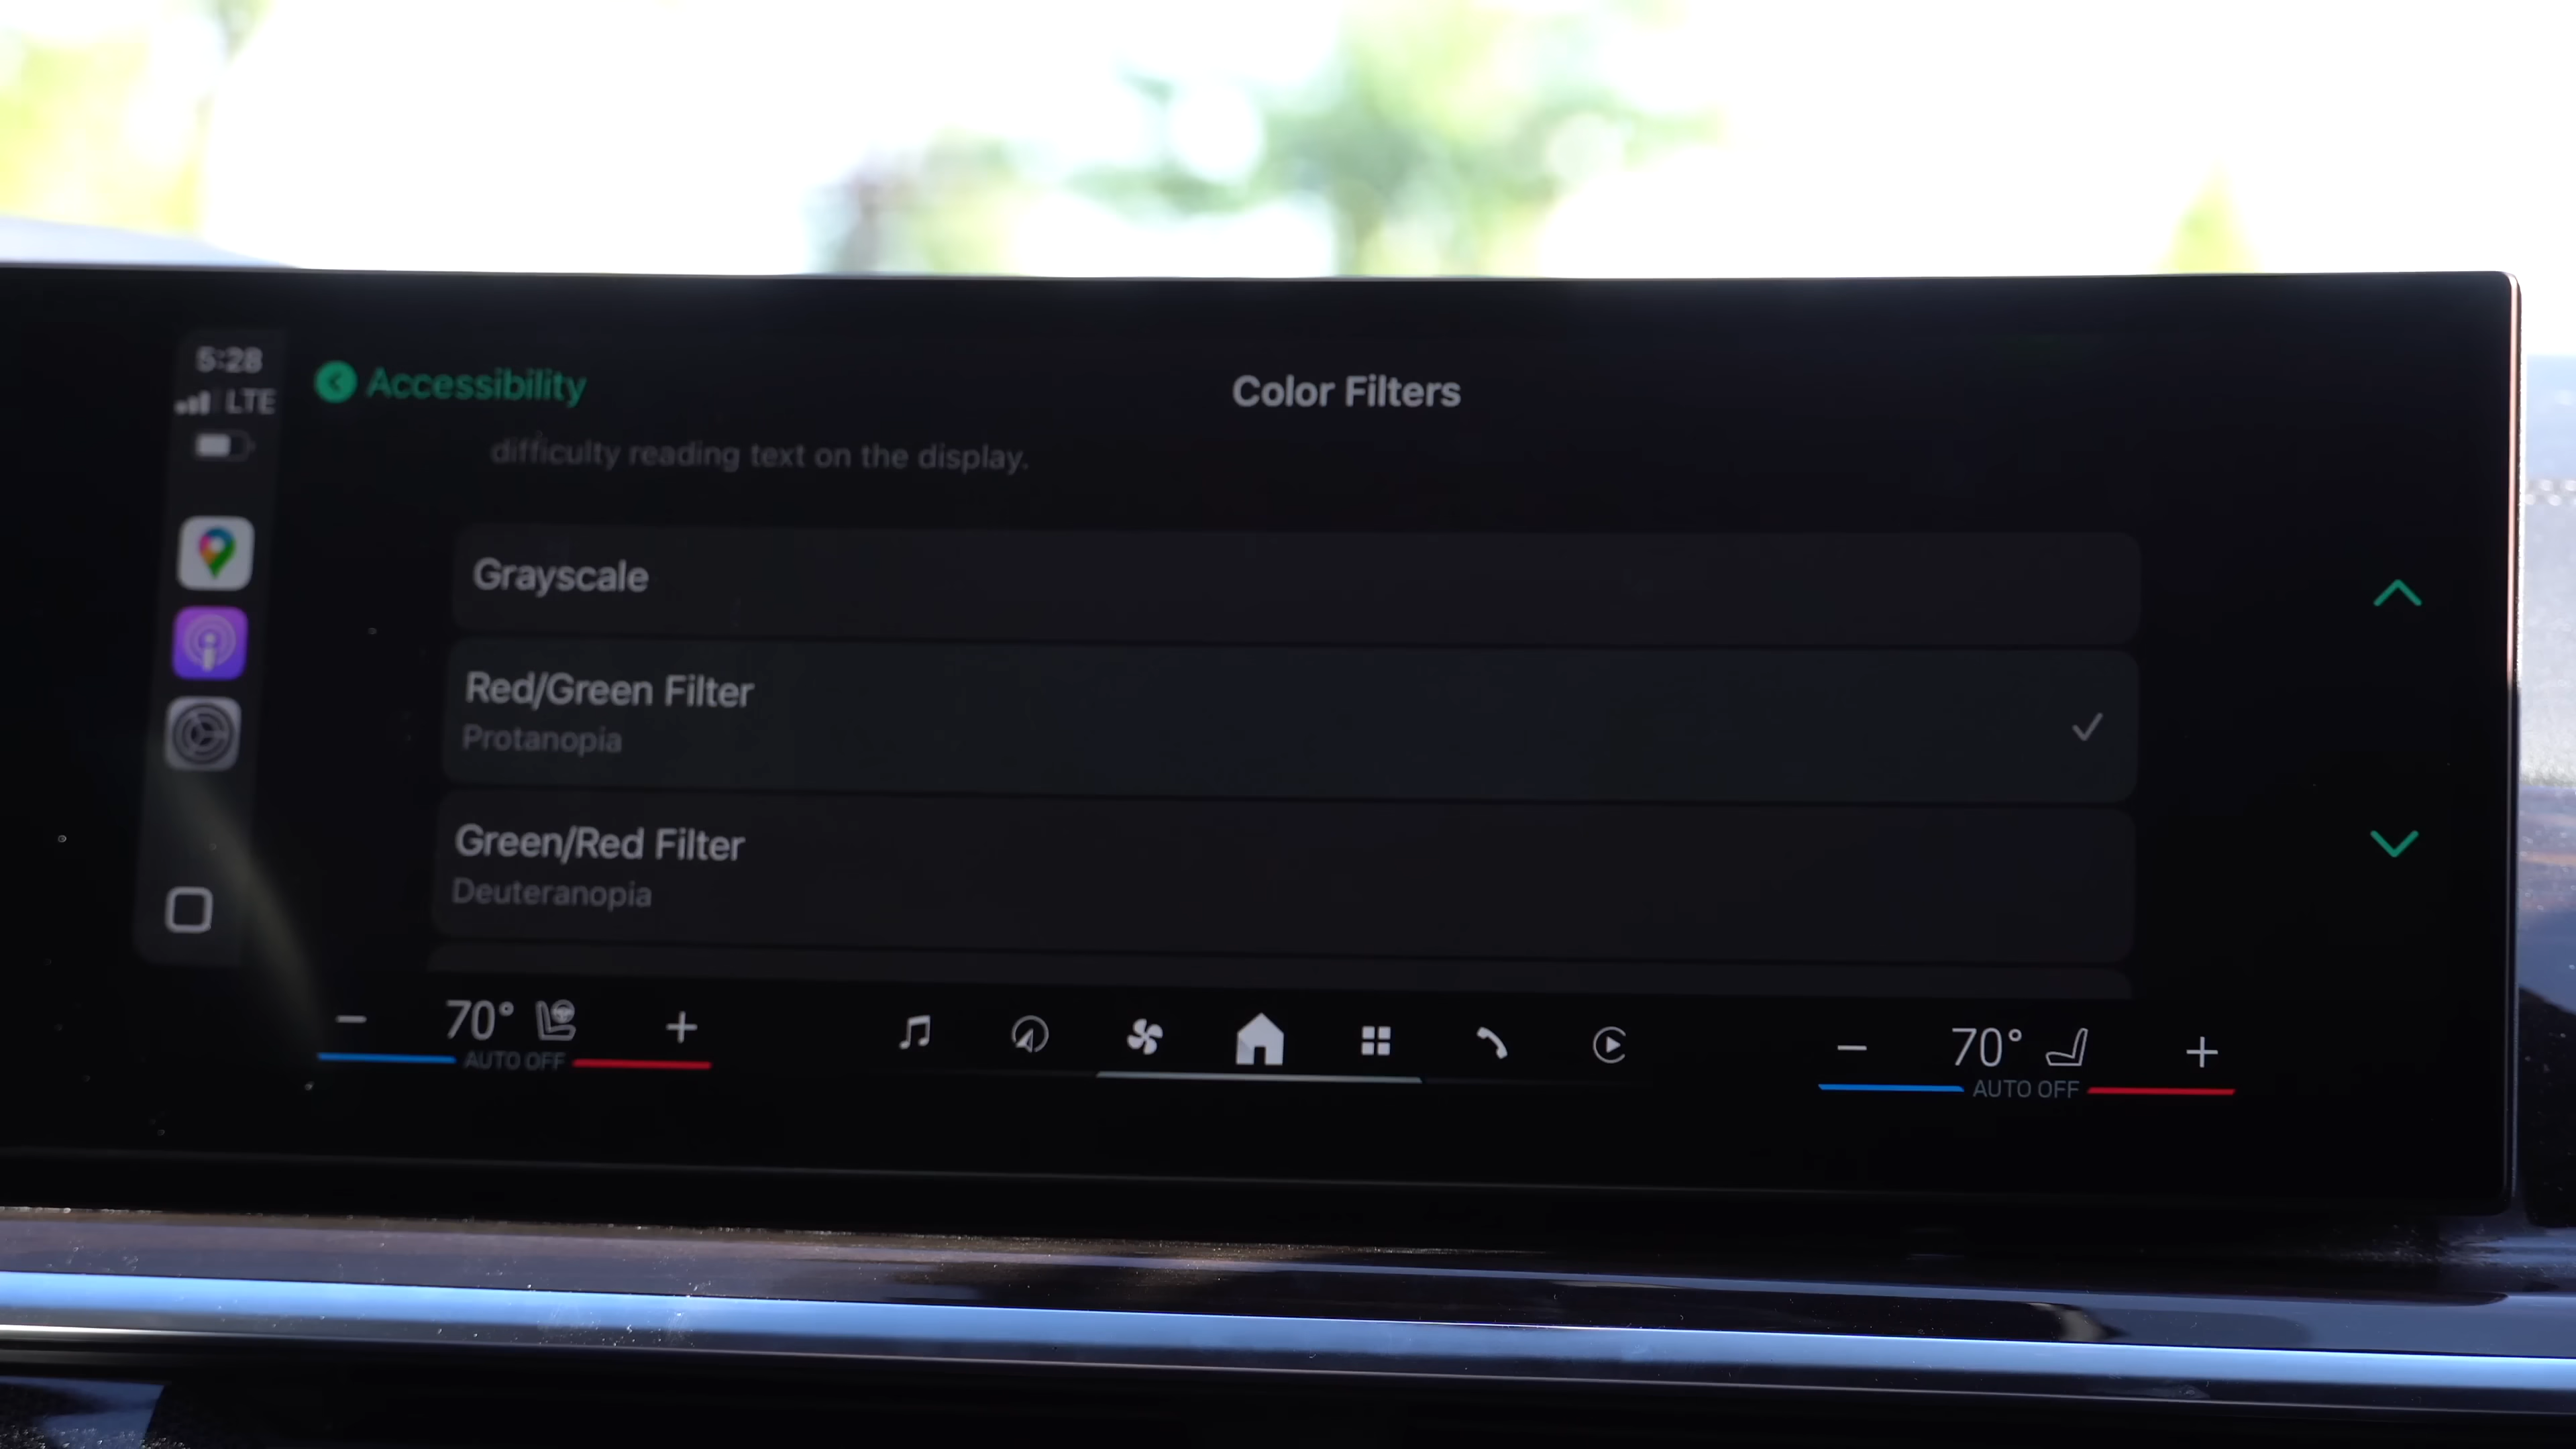 5:28
LTE
Accessibility
Color Filters
difficulty reading text on the display.
Grayscale
Red/Green Filter
Protanopia
Green/Red Filter
Deuteranopia
− 70° +
AUTO OFF
− 70° +
AUTO OFF